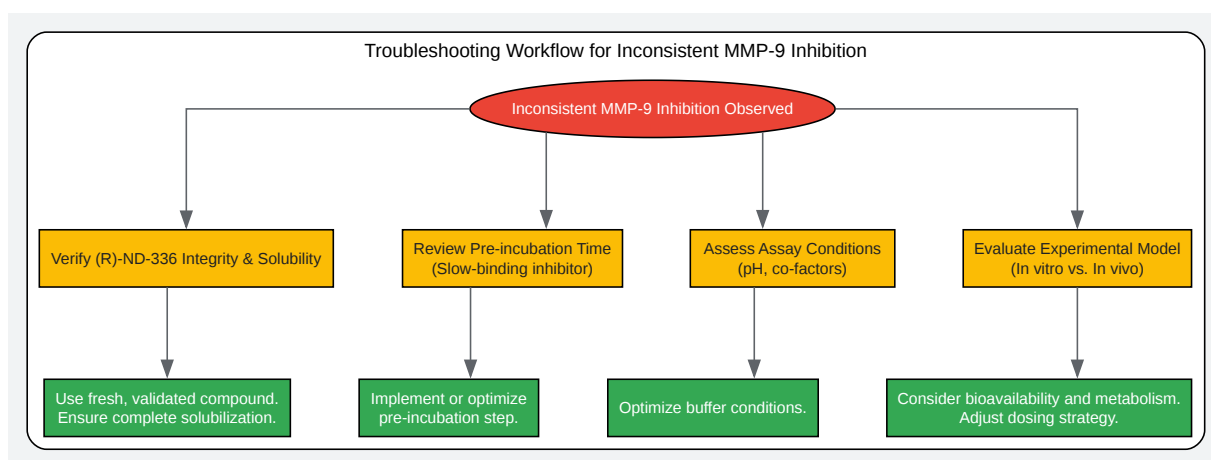 Troubleshooting Workflow for Inconsistent MMP-9 Inhibition
Inconsistent MMP-9 Inhibition Observed
Verify (R)-ND-336 Integrity & Solubility
Review Pre-incubation Time
(Slow-binding inhibitor)
Assess Assay Conditions
(pH, co-factors)
Evaluate Experimental Model
(In vitro vs. In vivo)
Use fresh, validated compound.
Ensure complete solubilization.
Implement or optimize
pre-incubation step.
Optimize buffer conditions.
Consider bioavailability and metabolism.
Adjust dosing strategy.